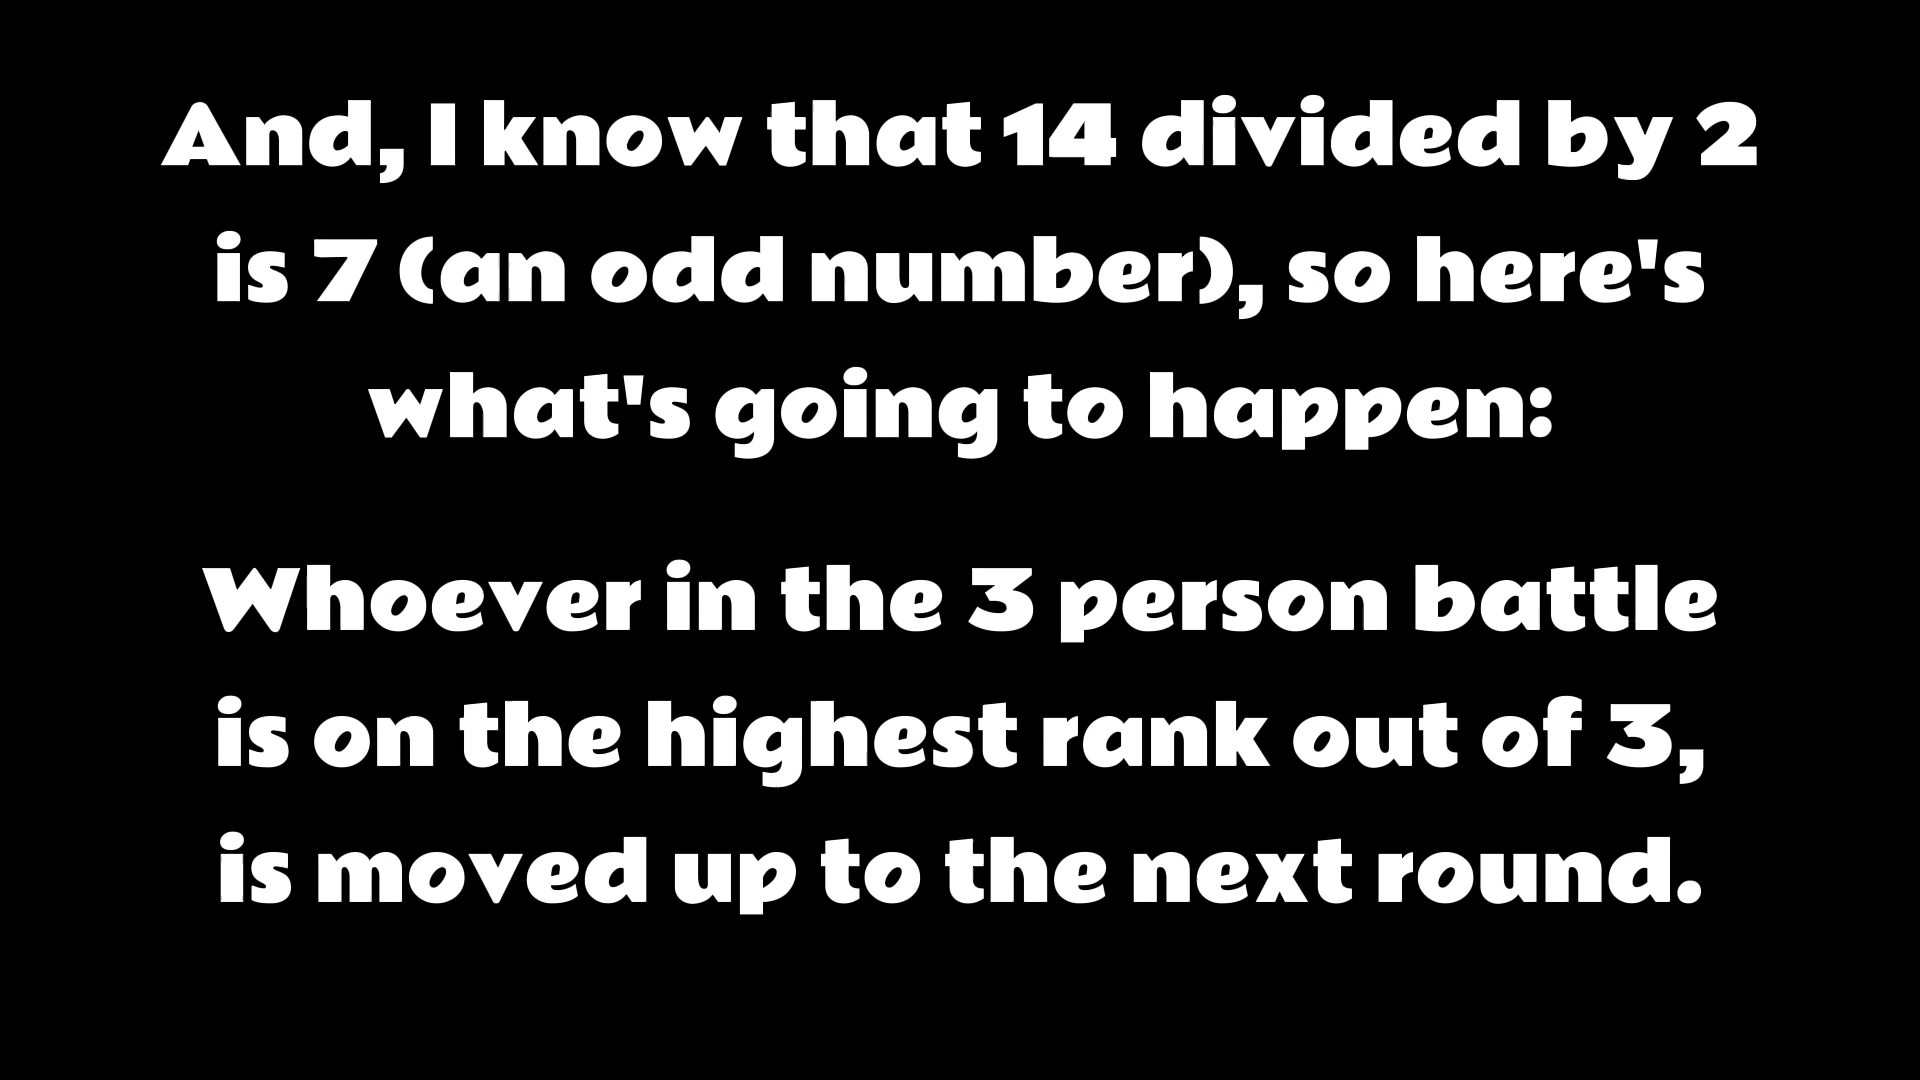 And, I know that 14 divided by 2
is 7 (an odd number), so here's
what's going to happen:
Whoever in the 3 person battle
is on the highest rank out of 3,
is moved up to the next round.